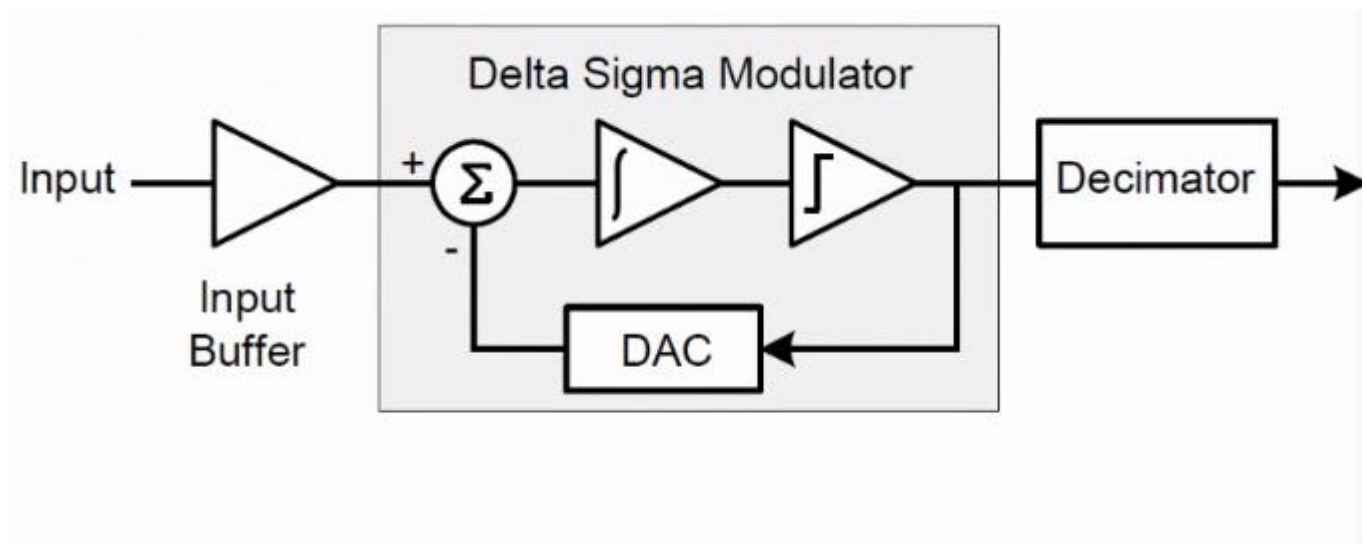 Delta Sigma Modulator
Input
+
Σ
∫
-
Decimator
Input
Buffer
DAC